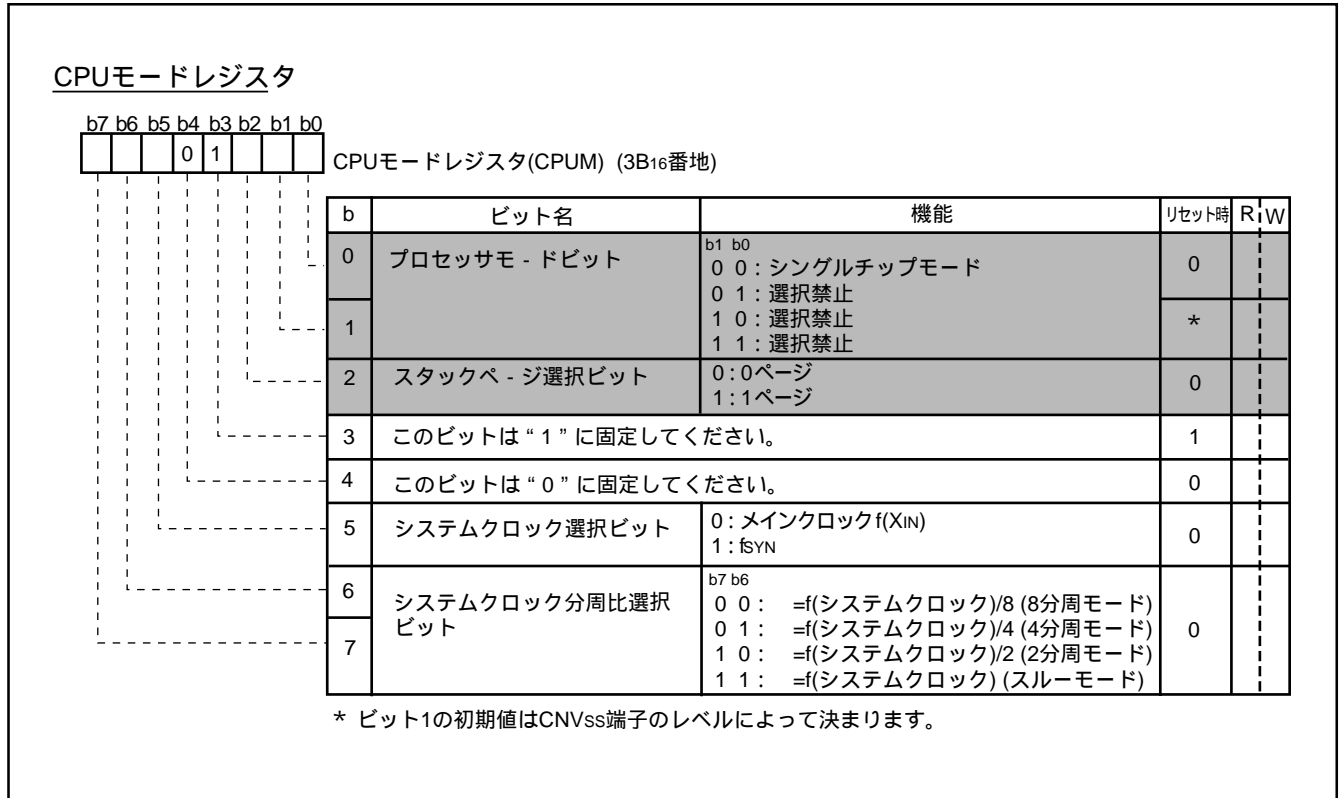 CPUモードレジスタ
b7 b6 b5 b4 b3 b2 b1 b0
0 1
CPUモードレジスタ(CPUM) (3B16番地)
b ビット名 機能 リセット時 R W
0 プロセッサモ - ドビット b1 b0
0 0 : シングルチップモード 0
0 1 : 選択禁止
1 1 0 : 選択禁止 *
1 1 : 選択禁止
2 スタックペ - ジ選択ビット 0 : 0ページ 0
1 : 1ページ
3 このビットは “ 1 ” に固定してください。 1
4 このビットは “ 0 ” に固定してください。 0
5 システムクロック選択ビット 0 : メインクロック f(XIN) 0
1 : fSYN
6 システムクロック分周比選択 b7 b6
0 0 : =f(システムクロック)/8 (8分周モード)
7 ビット 0 1 : =f(システムクロック)/4 (4分周モード) 0
1 0 : =f(システムクロック)/2 (2分周モード)
1 1 : =f(システムクロック) (スルーモード)
* ビット1の初期値はCNVSS端子のレベルによって決まります。